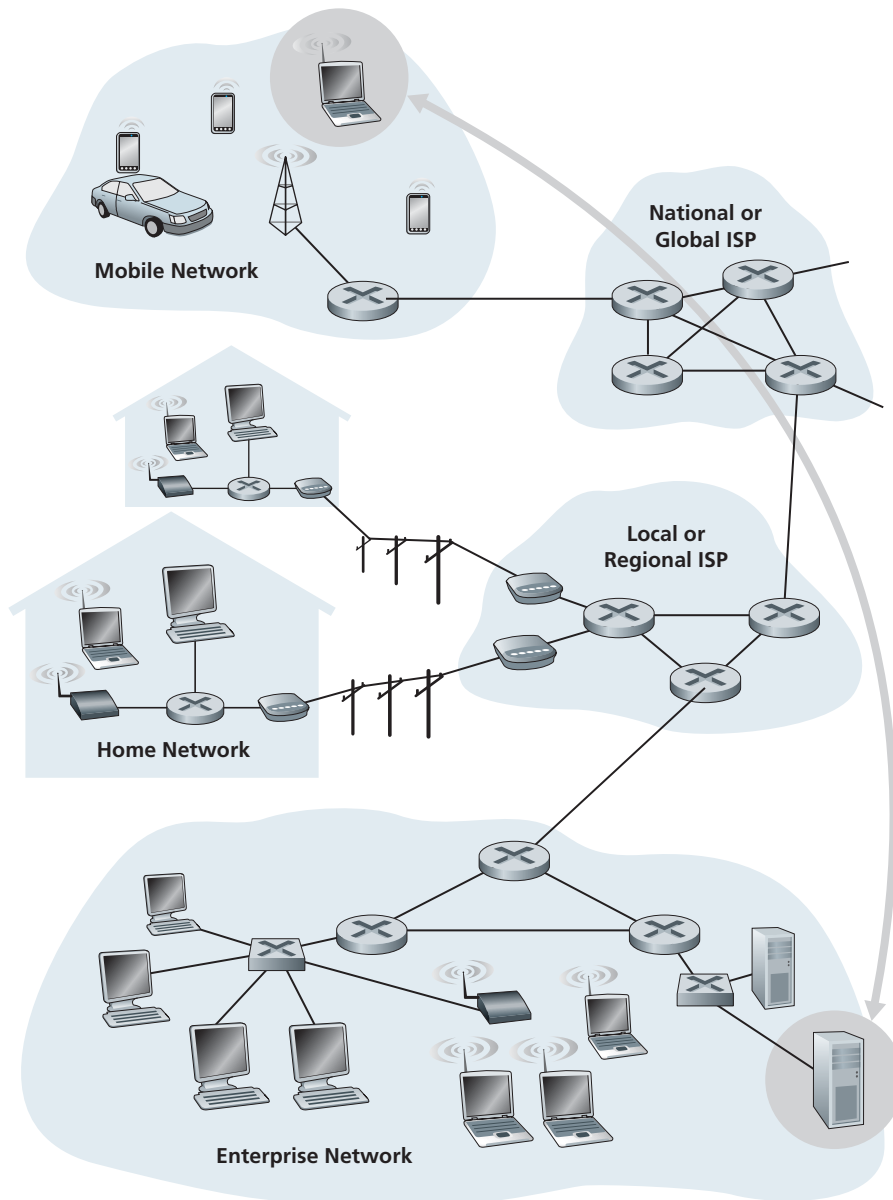 National or
Global ISP
Mobile Network
Local or
Regional ISP
Home Network
Enterprise Network